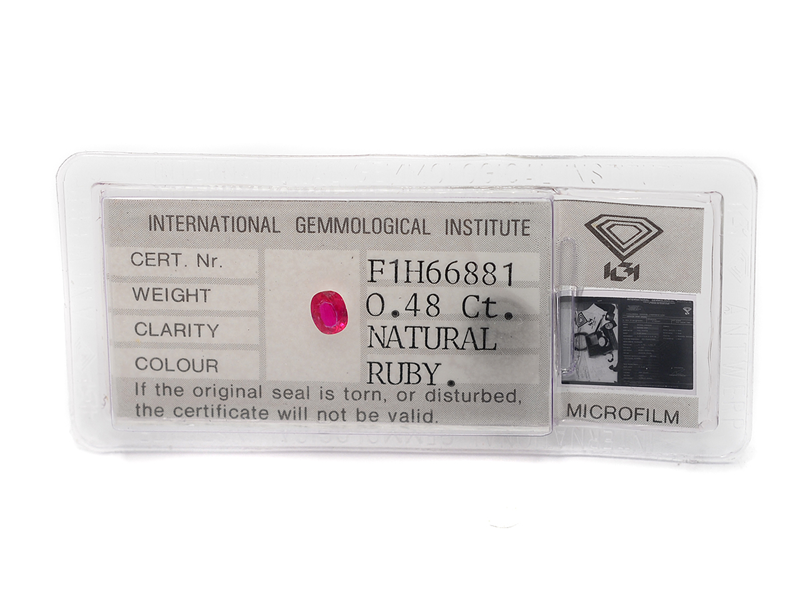 INTERNATIONAL GEMMOLOGICAL INSTITUTE
CERT. Nr.
F1H66881
WEIGHT
0.48 Ct.
CLARITY
NATURAL
COLOUR
RUBY.
If the original seal is torn, or disturbed,
the certificate will not be valid.
IGI
MICROFILM